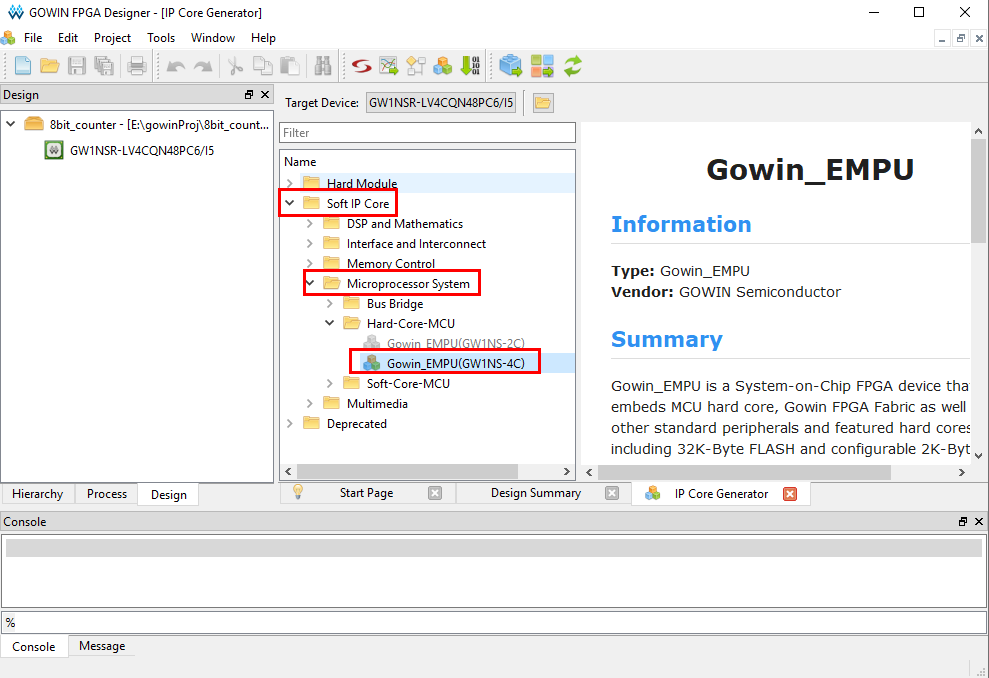 GOWIN FPGA Designer - [IP Core Generator]
File Edit Project Tools Window Help
Design
8bit_counter - [E:\gowinProj\8bit_count...
GW1NSR-LV4CQN48PC6/I5
Hierarchy Process Design
Target Device: GW1NSR-LV4CQN48PC6/I5
Filter
Name
Hard Module
Soft IP Core
DSP and Mathematics
Interface and Interconnect
Memory Control
Microprocessor System
Bus Bridge
Hard-Core-MCU
Gowin_EMPU(GW1NS-2C)
Gowin_EMPU(GW1NS-4C)
Soft-Core-MCU
Multimedia
Deprecated
Gowin_EMPU
Information
Type: Gowin_EMPU
Vendor: GOWIN Semiconductor
Summary
Gowin_EMPU is a System-on-Chip FPGA device tha
embeds MCU hard core, Gowin FPGA Fabric as well
other standard peripherals and featured hard cores
including 32K-Byte FLASH and configurable 2K-Byt
Start Page Design Summary IP Core Generator
Console
%
Console Message